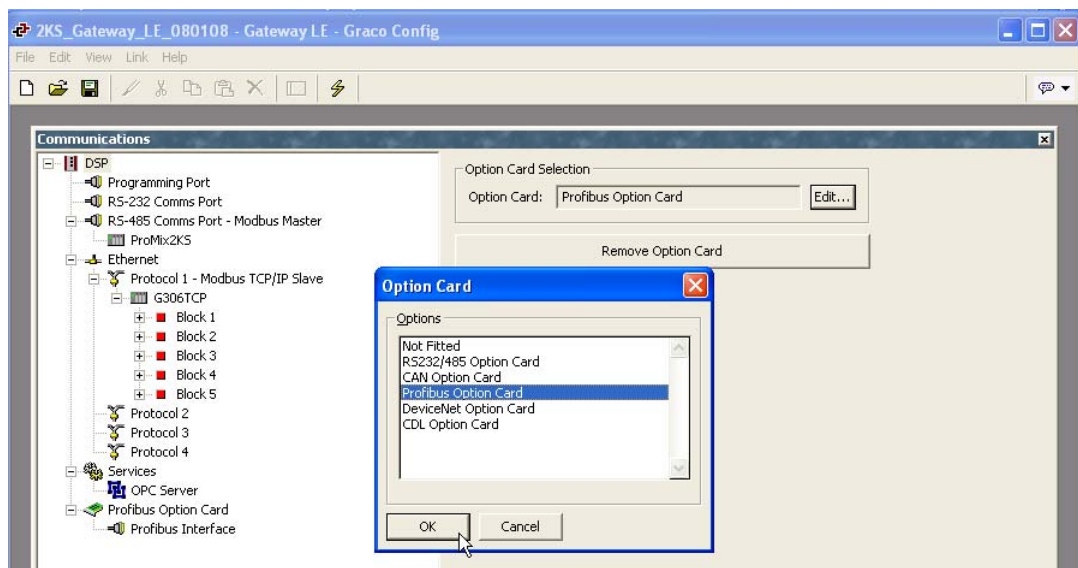 2KS_Gateway_LE_080108 - Gateway LE - Graco Config
File Edit View Link Help
Communications
DSP
Programming Port
RS-232 Comms Port
RS-485 Comms Port - Modbus Master
ProMix2KS
Ethernet
Protocol 1 - Modbus TCP/IP Slave
G306TCP
Block 1
Block 2
Block 3
Block 4
Block 5
Protocol 2
Protocol 3
Protocol 4
Services
OPC Server
Profibus Option Card
Profibus Interface
Option Card Selection
Option Card: Profibus Option Card Edit...
Remove Option Card
Option Card
Options
Not Fitted
RS232/485 Option Card
CAN Option Card
Profibus Option Card
DeviceNet Option Card
CDL Option Card
OK Cancel